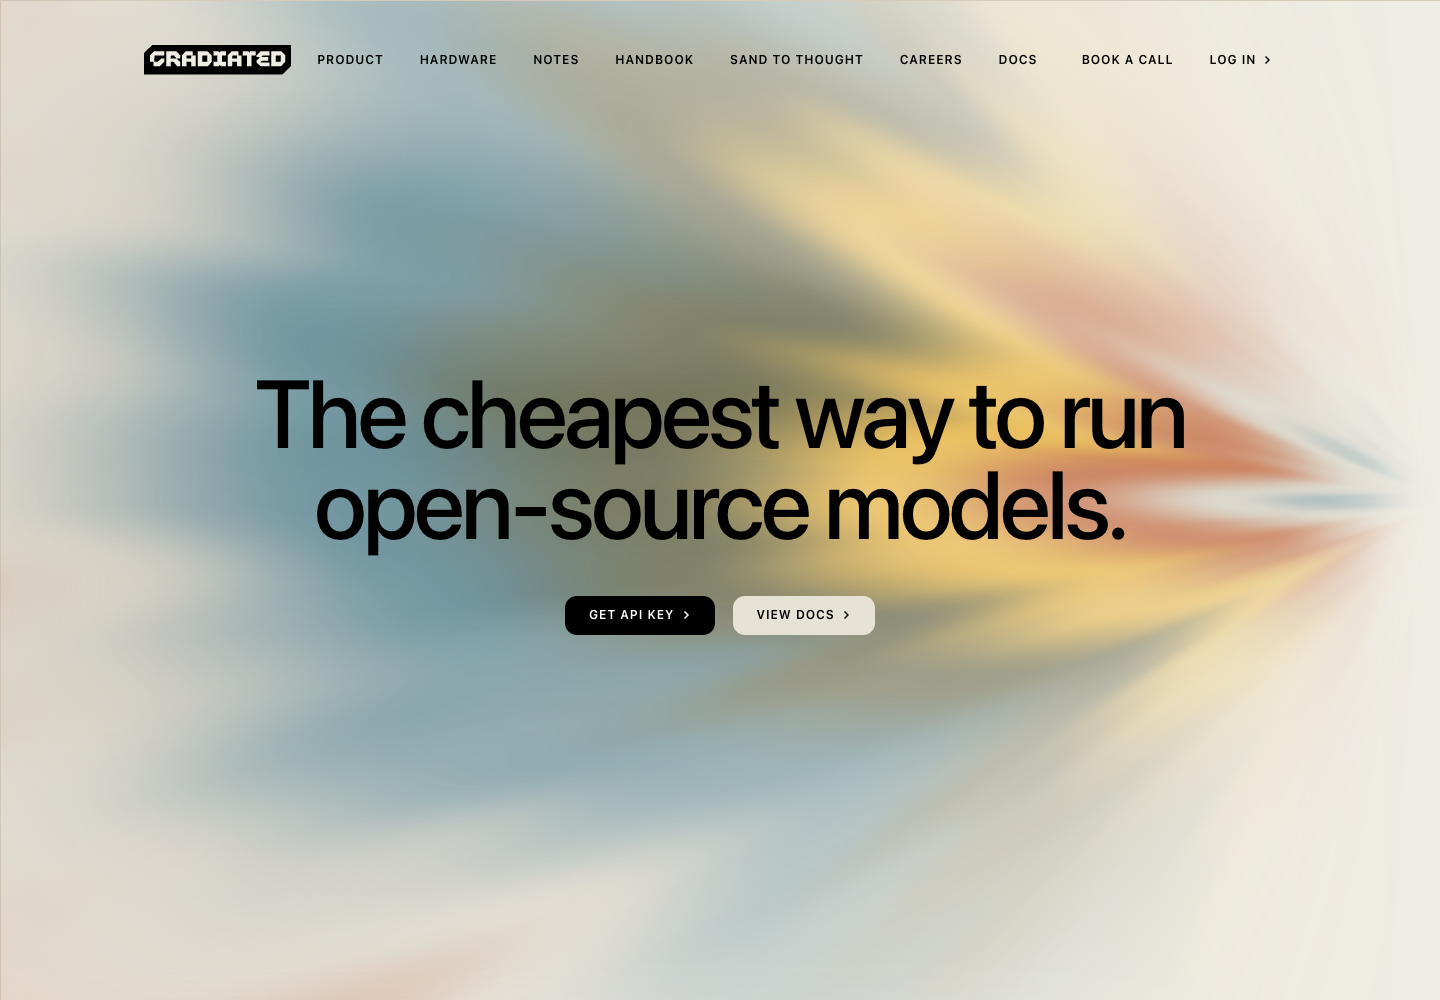 GRADIATED PRODUCT HARDWARE NOTES HANDBOOK SAND TO THOUGHT CAREERS DOCS BOOK A CALL LOG IN
The cheapest way to run
open-source models.
GET API KEY VIEW DOCS